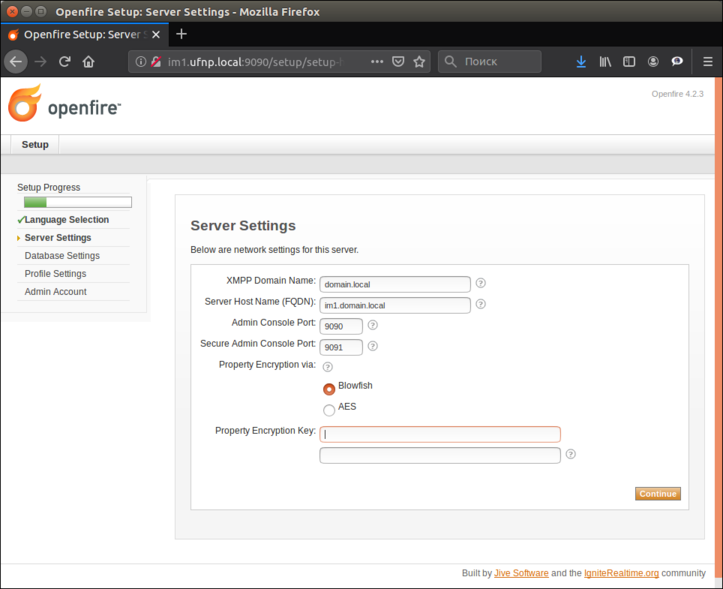 Openfire Setup: Server Settings - Mozilla Firefox
Openfire Setup: Server S
im1.ufnp.local:9090/setup/setup-
Поиск
openfire™
Openfire 4.2.3
Setup
Setup Progress
Language Selection
Server Settings
Database Settings
Profile Settings
Admin Account
Server Settings
Below are network settings for this server.
XMPP Domain Name: domain.local
Server Host Name (FQDN): im1.domain.local
Admin Console Port: 9090
Secure Admin Console Port: 9091
Property Encryption via:
Blowfish
AES
Property Encryption Key:
Continue
Built by Jive Software and the IgniteRealtime.org community